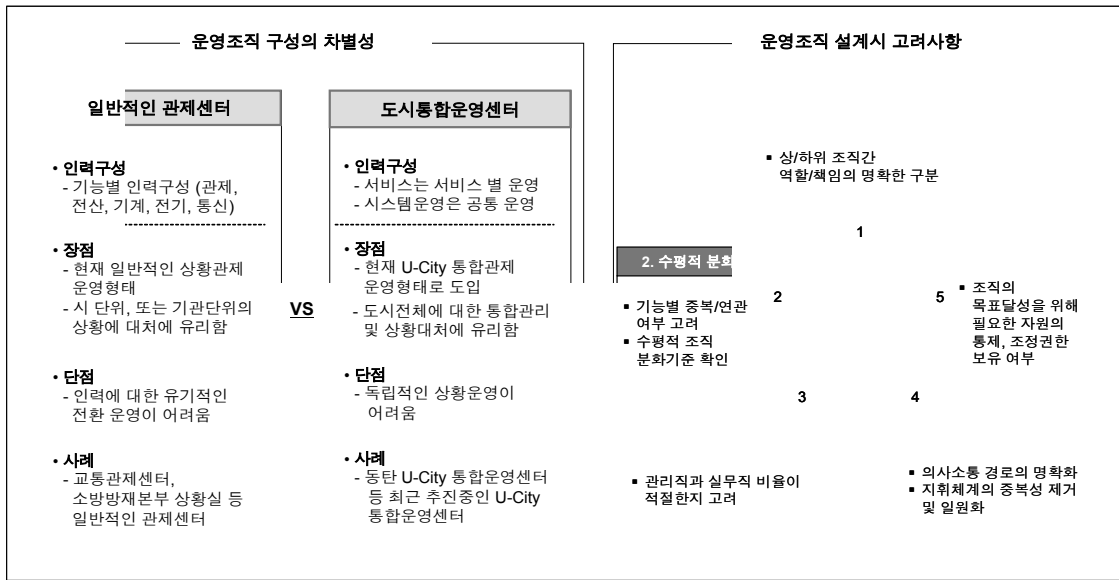 운영조직 구성의 차별성
일반적인 관제센터
• 인력구성
- 기능별 인력구성 (관제,
전산, 기계, 전기, 통신)
• 장점
- 현재 일반적인 상황관제
운영형태
- 시 단위, 또는 기관단위의
상황에 대처에 유리함
• 단점
- 인력에 대한 유기적인
전환 운영이 어려움
• 사례
- 교통관제센터,
소방방재본부 상황실 등
일반적인 관제센터
VS
도시통합운영센터
• 인력구성
- 서비스는 서비스 별 운영
- 시스템운영은 공통 운영
• 장점
- 현재 U-City 통합관제
운영형태로 도입
- 도시전체에 대한 통합관리
및 상황대처에 유리함
• 단점
- 독립적인 상황운영이
어려움
• 사례
- 동탄 U-City 통합운영센터
등 최근 추진중인 U-City
통합운영센터
운영조직 설계시 고려사항
▪ 상/하위 조직간
역할/책임의 명확한 구분
1
2. 수평적 분화
▪ 기능별 중복/연관
여부 고려
▪ 수평적 조직
분화기준 확인
2
5
▪ 조직의
목표달성을 위해
필요한 자원의
통제, 조정권한
보유 여부
3
4
▪ 관리직과 실무직 비율이
적절한지 고려
▪ 의사소통 경로의 명확화
▪ 지휘체계의 중복성 제거
및 일원화